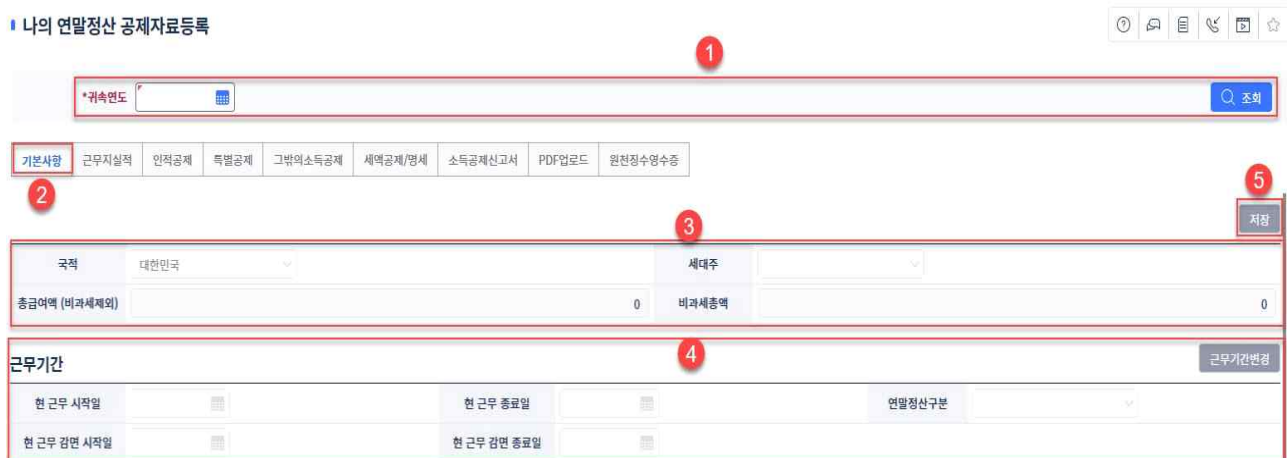 나의 연말정산 공제자료등록
1
*귀속연도 조회
기본사항 근무지실적 인적공제 특별공제 그밖의소득공제 세액공제/명세 소득공제신고서 PDF업로드 원천징수영수증
2
5
저장
3
국적 대한민국 세대주
총급여액 (비과세제외) 0 비과세총액 0
4
근무기간 근무기간변경
현 근무 시작일 현 근무 종료일 연말정산구분
현 근무 감면 시작일 현 근무 감면 종료일